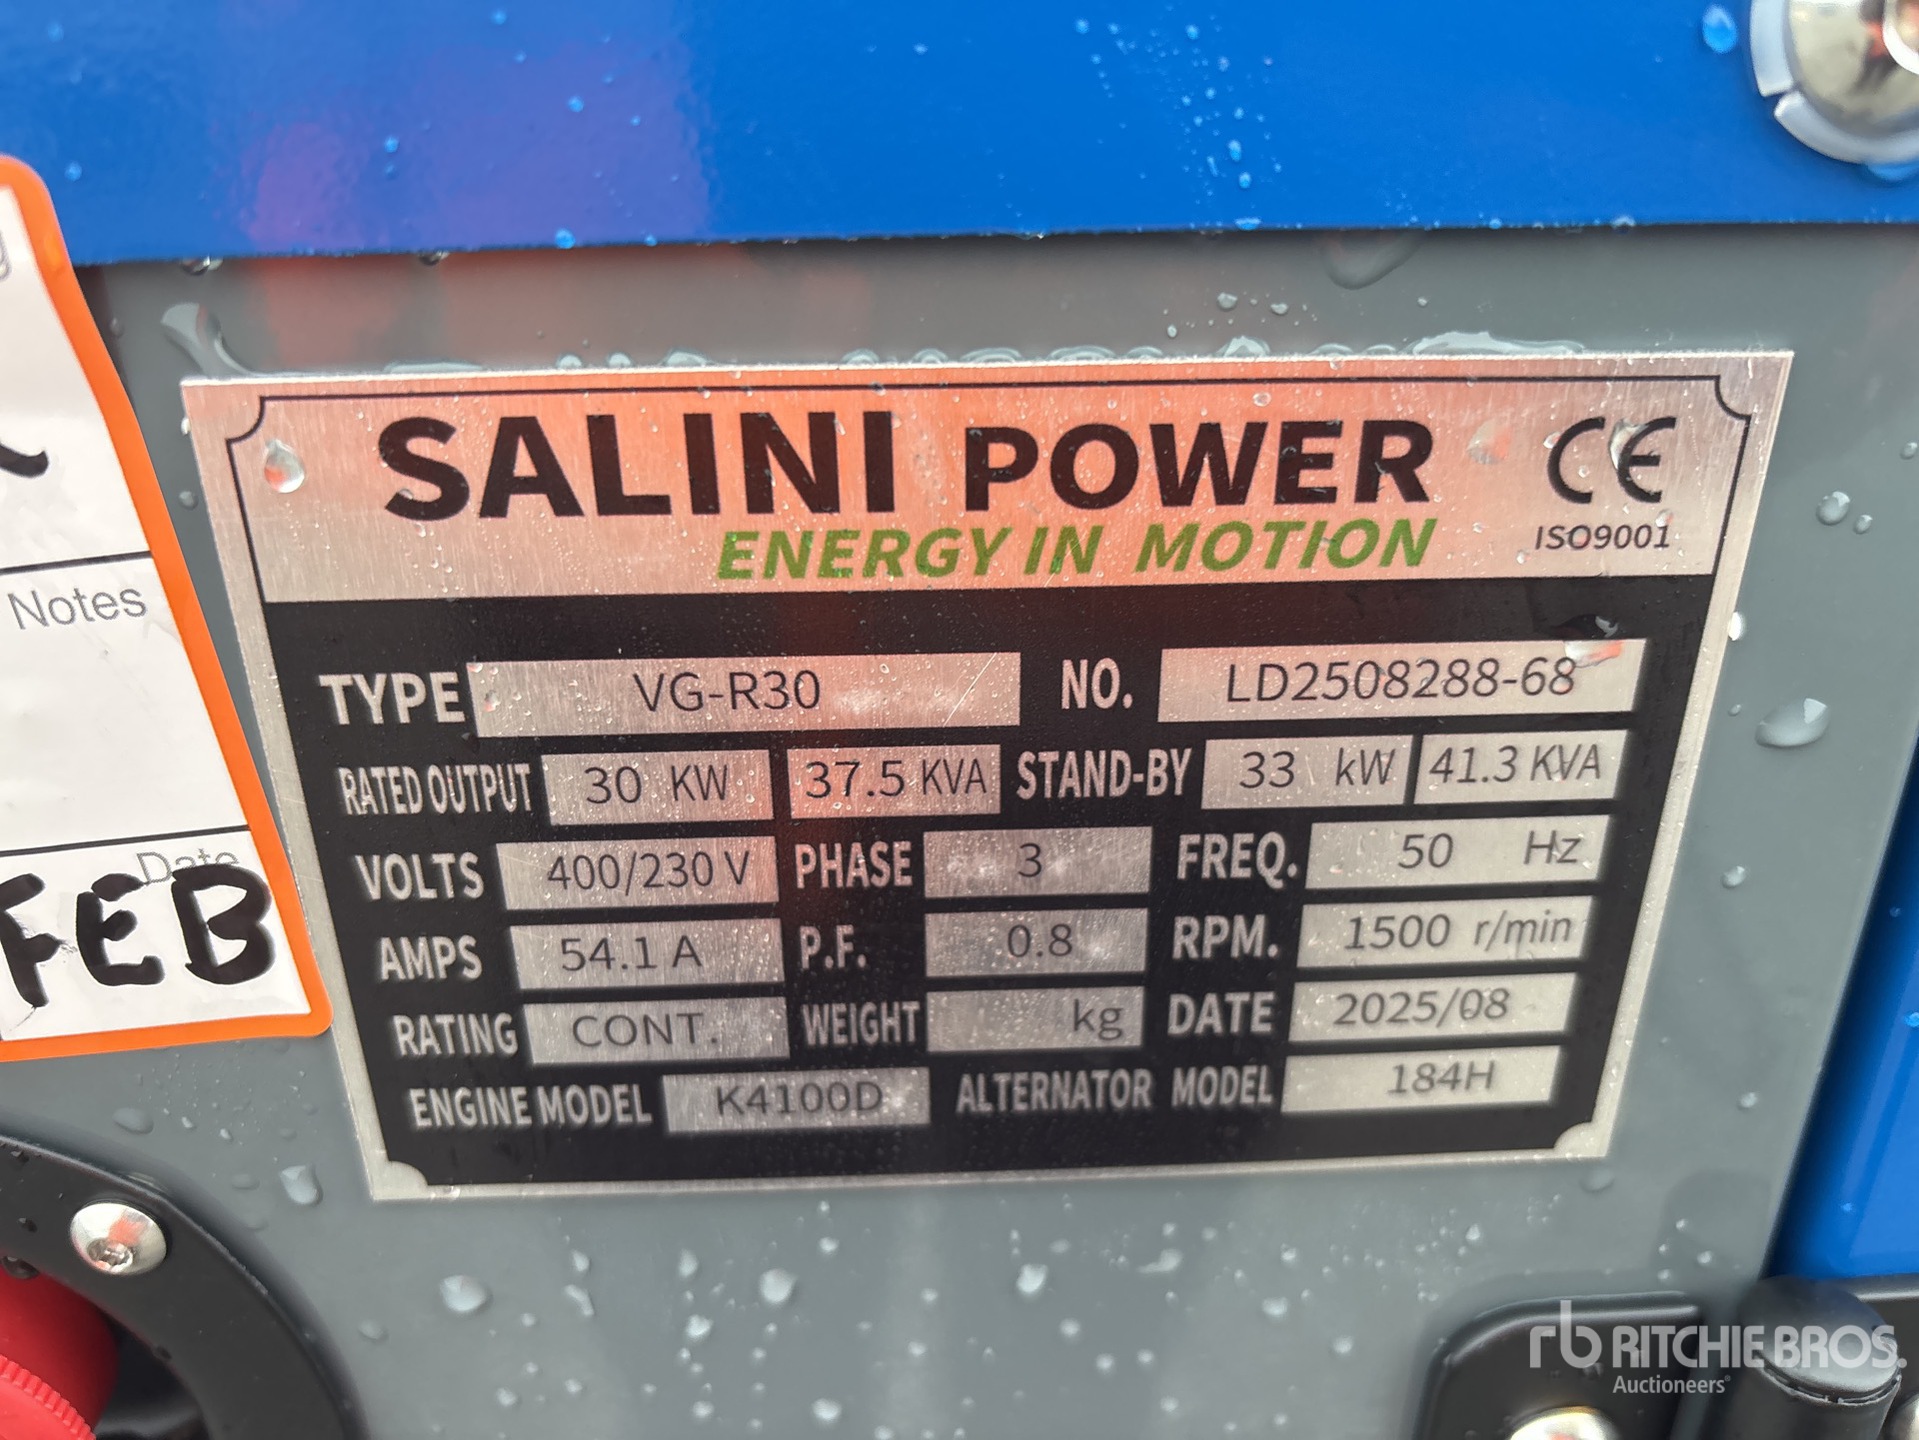 SALINI POWER CE
ENERGY IN MOTION ISO9001
TYPE VG-R30 NO. LD2508288-68
RATED OUTPUT 30 KW 37.5 KVA STAND-BY 33 kW 41.3 KVA
VOLTS 400/230 V PHASE 3 FREQ. 50 Hz
AMPS 54.1 A P.F. 0.8 RPM. 1500 r/min
RATING CONT. WEIGHT kg DATE 2025/08
ENGINE MODEL K4100D ALTERNATOR MODEL 184H
Notes
Date
FEB
rb RITCHIE BROS.
Auctioneers